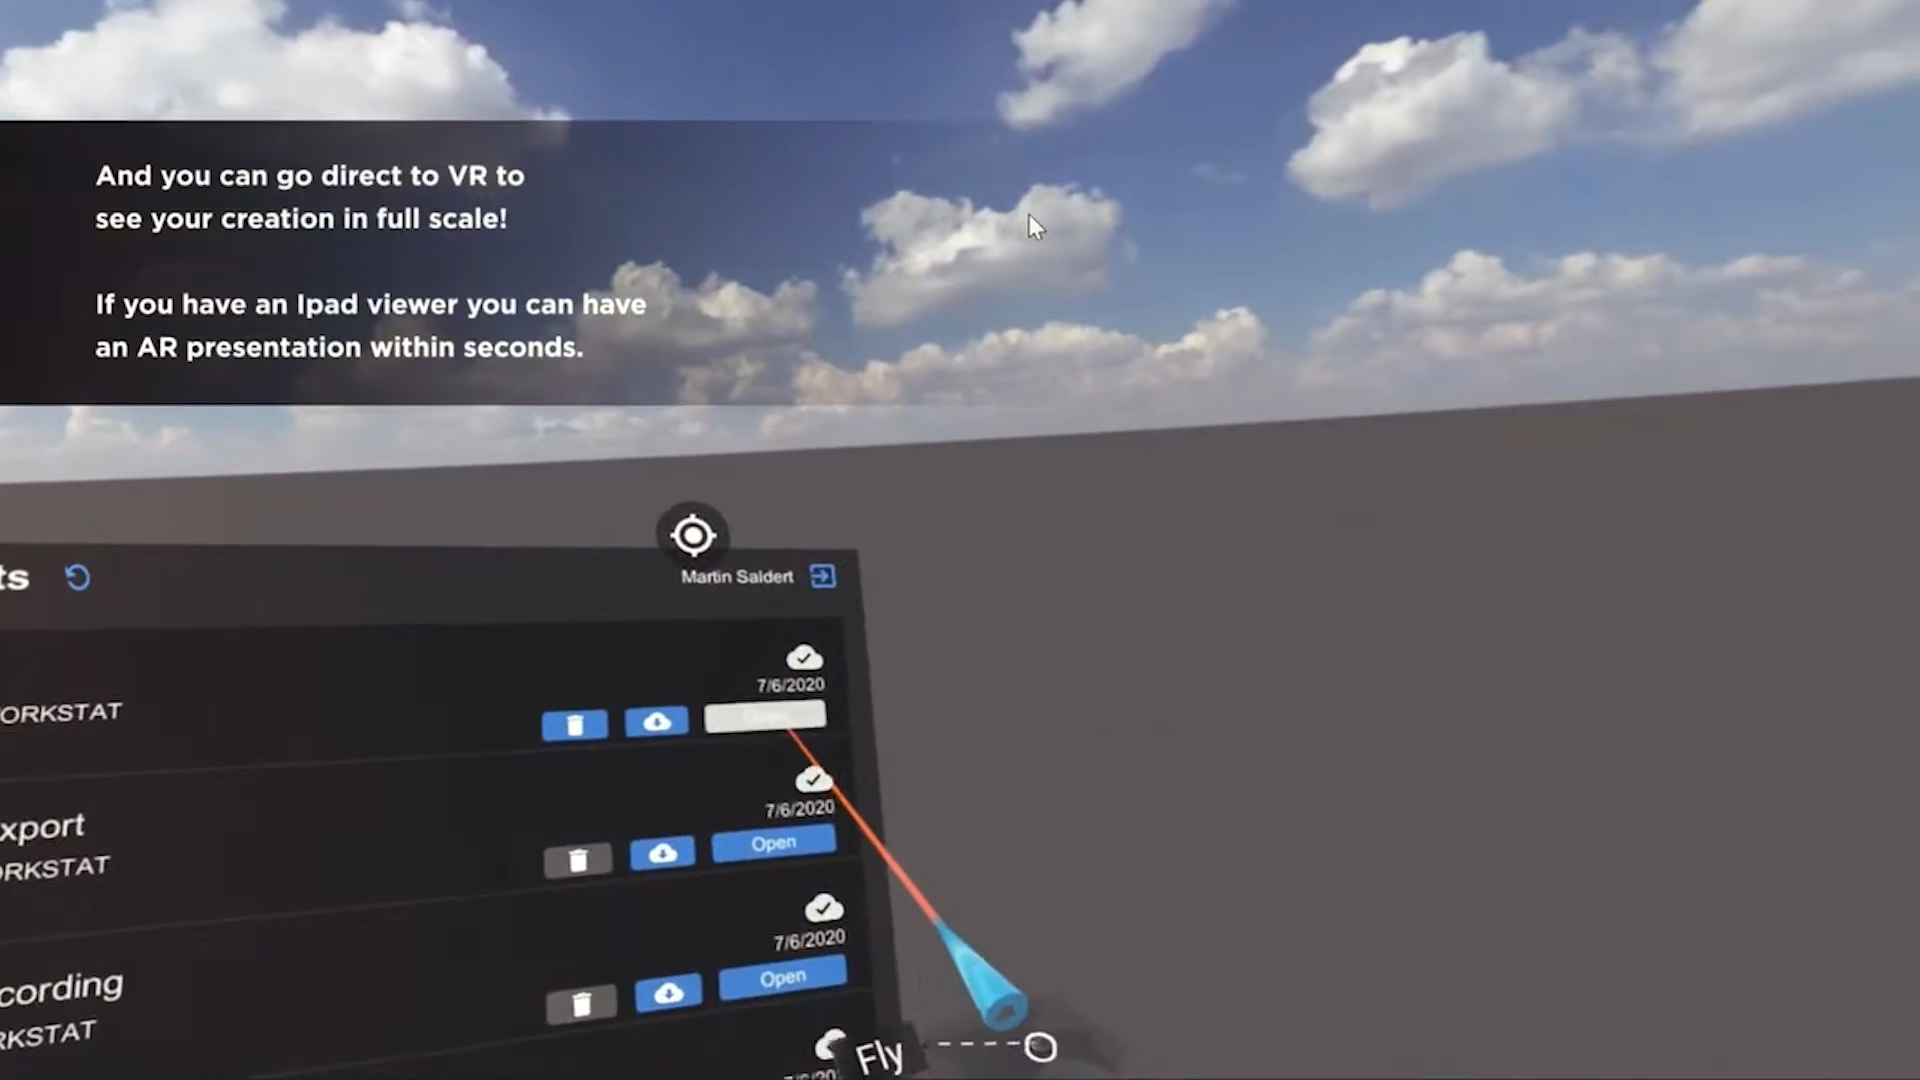 And you can go direct to VR to
see your creation in full scale!
If you have an Ipad viewer you can have
an AR presentation within seconds.
ts
Martin Saldert
7/6/2020
ORKSTAT
xport
7/6/2020
ORKSTAT
Open
cording
7/6/2020
RKSTAT
Open
Fly